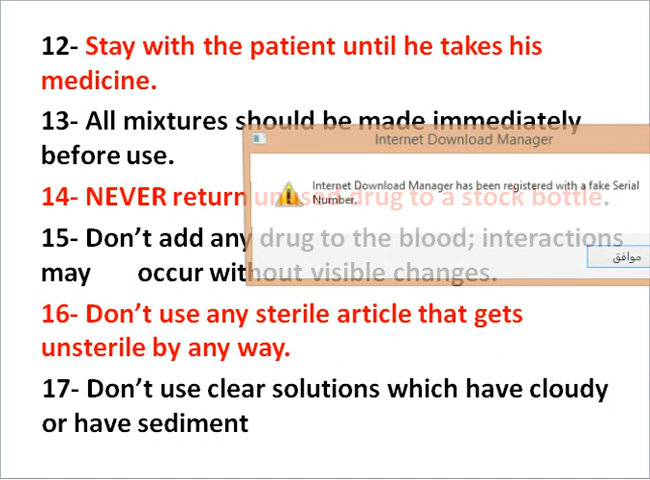 12- Stay with the patient until he takes his
medicine.
13- All mixtures should be made immediately
before use.
14- NEVER return unused drug to a stock bottle.
15- Don’t add any drug to the blood; interactions
may occur without visible changes.
16- Don’t use any sterile article that gets
unsterile by any way.
17- Don’t use clear solutions which have cloudy
or have sediment
Internet Download Manager
Internet Download Manager has been registered with a fake Serial
Number.
موافق